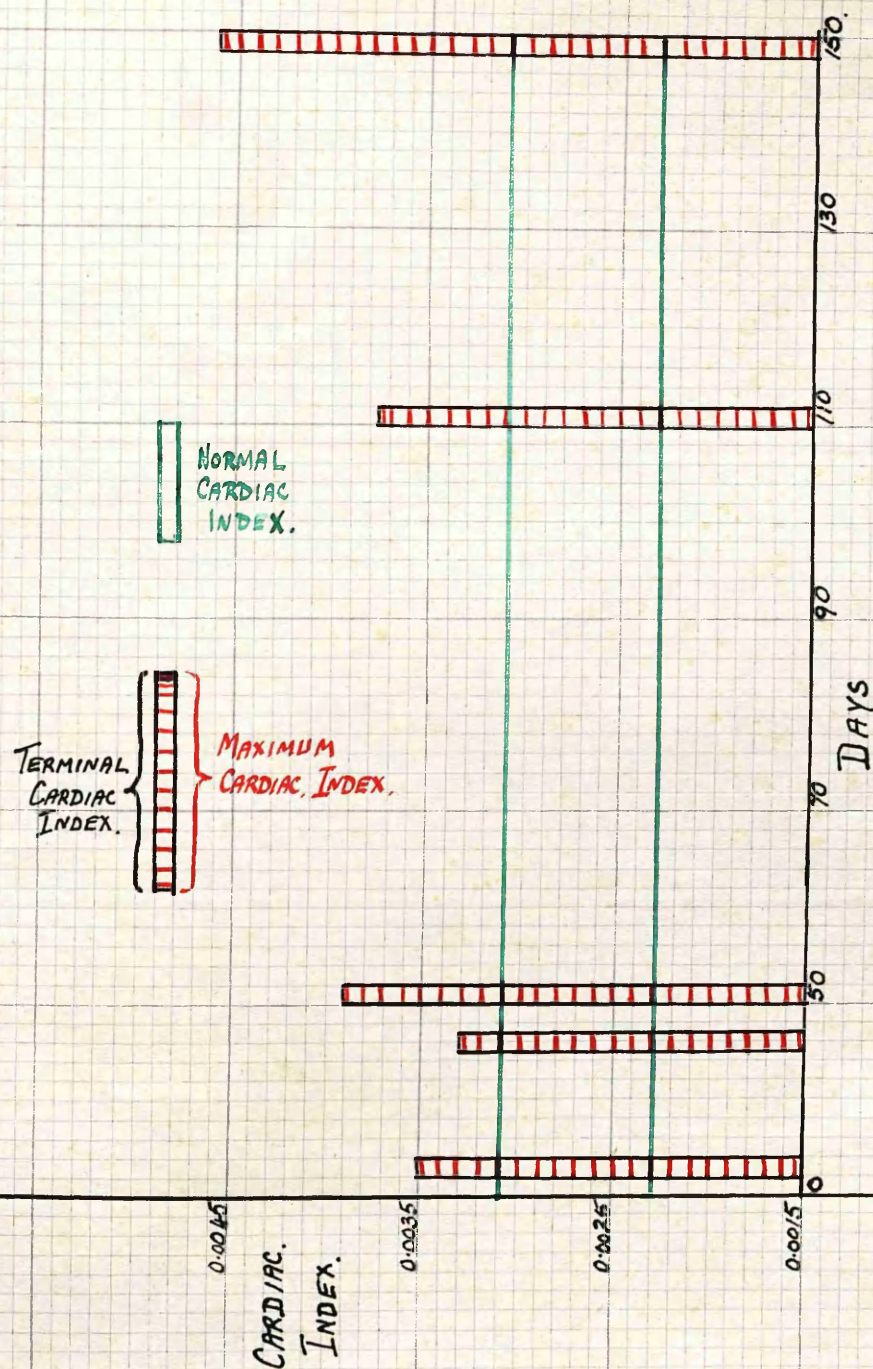 NORMAL
CARDIAC
INDEX.
TERMINAL
CARDIAC
INDEX.
MAXIMUM
CARDIAC, INDEX,
CARDIAC.
INDEX.
0.0045
0.0035
0.0025
0.0015
0
50
70
90
110
130
150.
DAYS